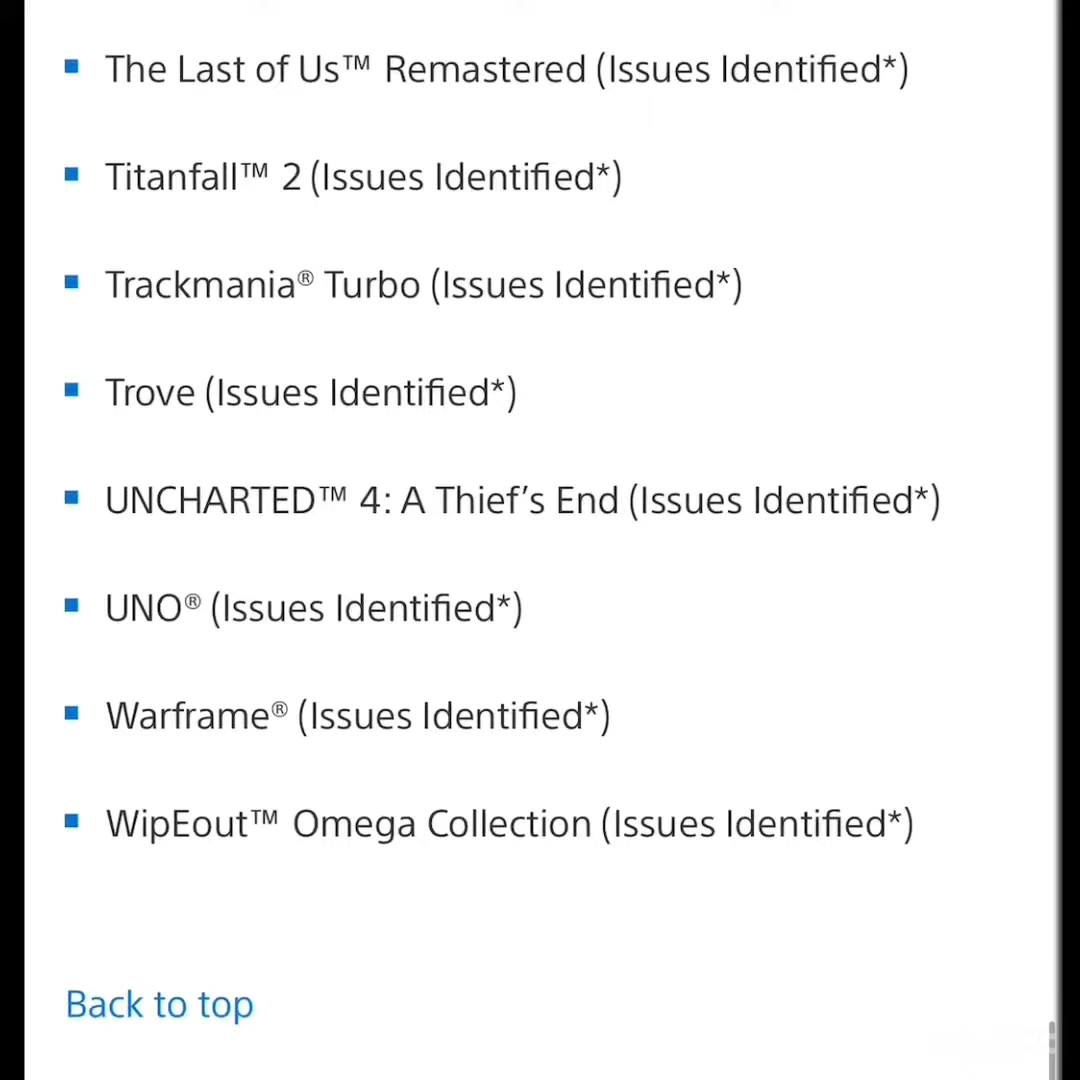 The Last of Us™ Remastered (Issues Identified*)
Titanfall™ 2 (Issues Identified*)
Trackmania® Turbo (Issues Identified*)
Trove (Issues Identified*)
UNCHARTED™ 4: A Thief’s End (Issues Identified*)
UNO® (Issues Identified*)
Warframe® (Issues Identified*)
WipEout™ Omega Collection (Issues Identified*)
Back to top